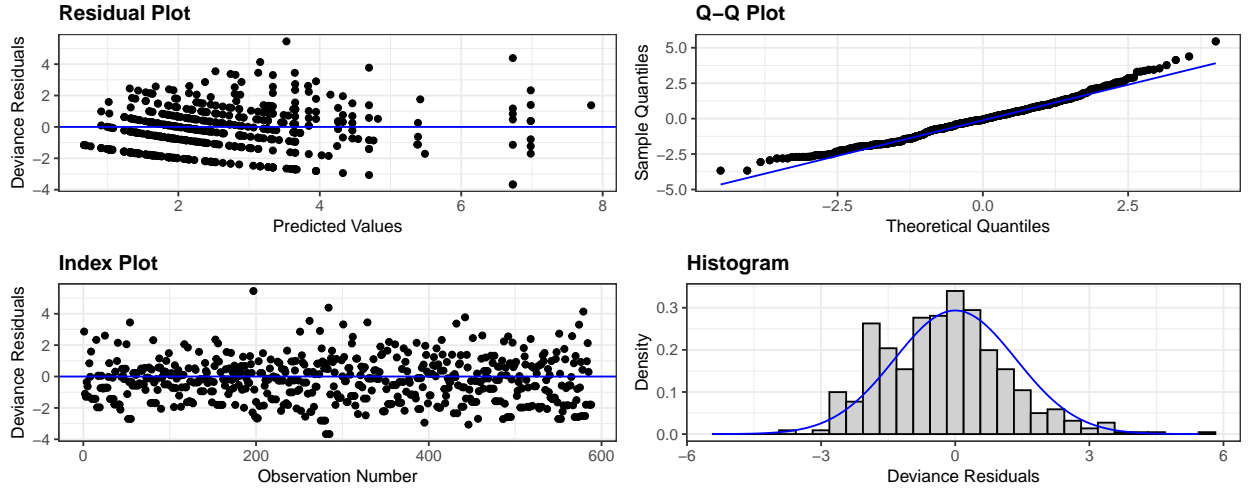 Residual Plot
Deviance Residuals
4
2
0
−2
−4
2
4
6
8
Predicted Values
Q−Q Plot
Sample Quantiles
5.0
2.5
0.0
−2.5
−5.0
−2.5
0.0
2.5
Theoretical Quantiles
Index Plot
Deviance Residuals
4
2
0
−2
−4
0
200
400
600
Observation Number
Histogram
Density
0.3
0.2
0.1
0.0
−6
−3
0
3
6
Deviance Residuals